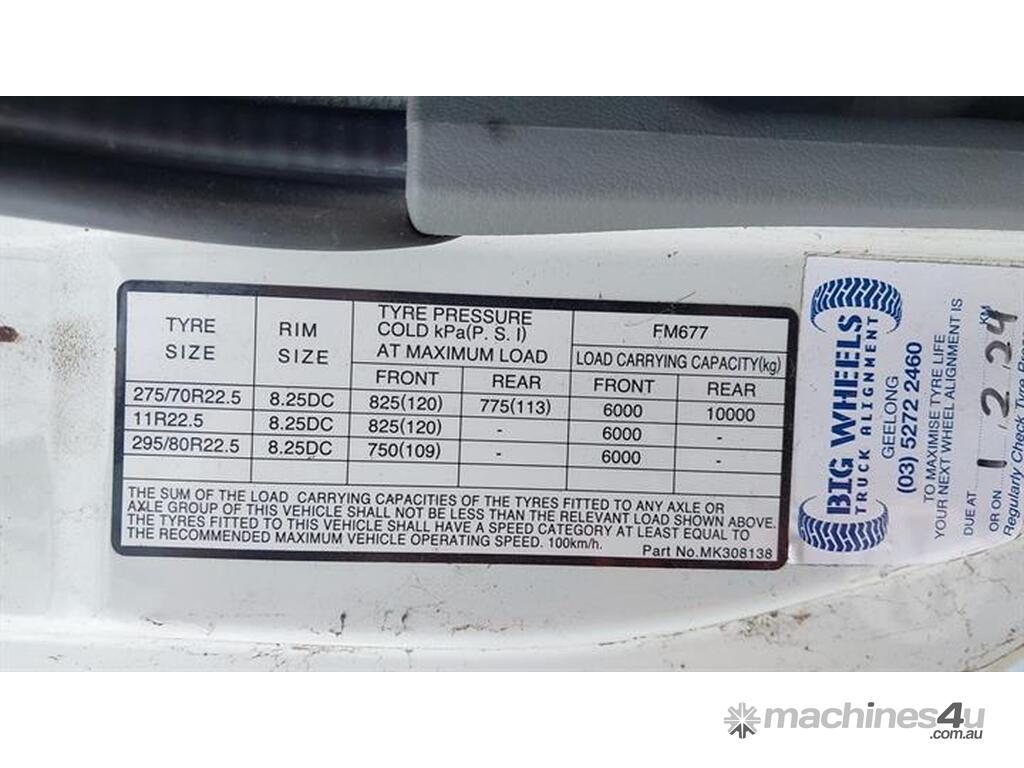 TYRE SIZE
RIM SIZE
TYRE PRESSURE
COLD kPa(P. S. I)
AT MAXIMUM LOAD
FM677
LOAD CARRYING CAPACITY(kg)
FRONT REAR FRONT REAR
275/70R22.5 8.25DC 825(120) 775(113) 6000 10000
11R22.5 8.25DC 825(120) - 6000 -
295/80R22.5 8.25DC 750(109) - 6000 -
THE SUM OF THE LOAD CARRYING CAPACITIES OF THE TYRES FITTED TO ANY AXLE OR
AXLE GROUP OF THIS VEHICLE SHALL NOT BE LESS THAN THE RELEVANT LOAD SHOWN ABOVE.
THE TYRES FITTED TO THIS VEHICLE SHALL HAVE A SPEED CATEGORY AT LEAST EQUAL TO
THE RECOMMENDED MAXIMUM VEHICLE OPERATING SPEED. 100km/h.
Part No.MK308138
BIG WHEELS
TRUCK ALIGNMENT
GEELONG
(03) 5272 2460
TO MAXIMISE TYRE LIFE
YOUR NEXT WHEEL ALIGNMENT IS
DUE AT KM
OR ON 1 . 2 . 24
Regularly Check Tyre
machines4u
.com.au